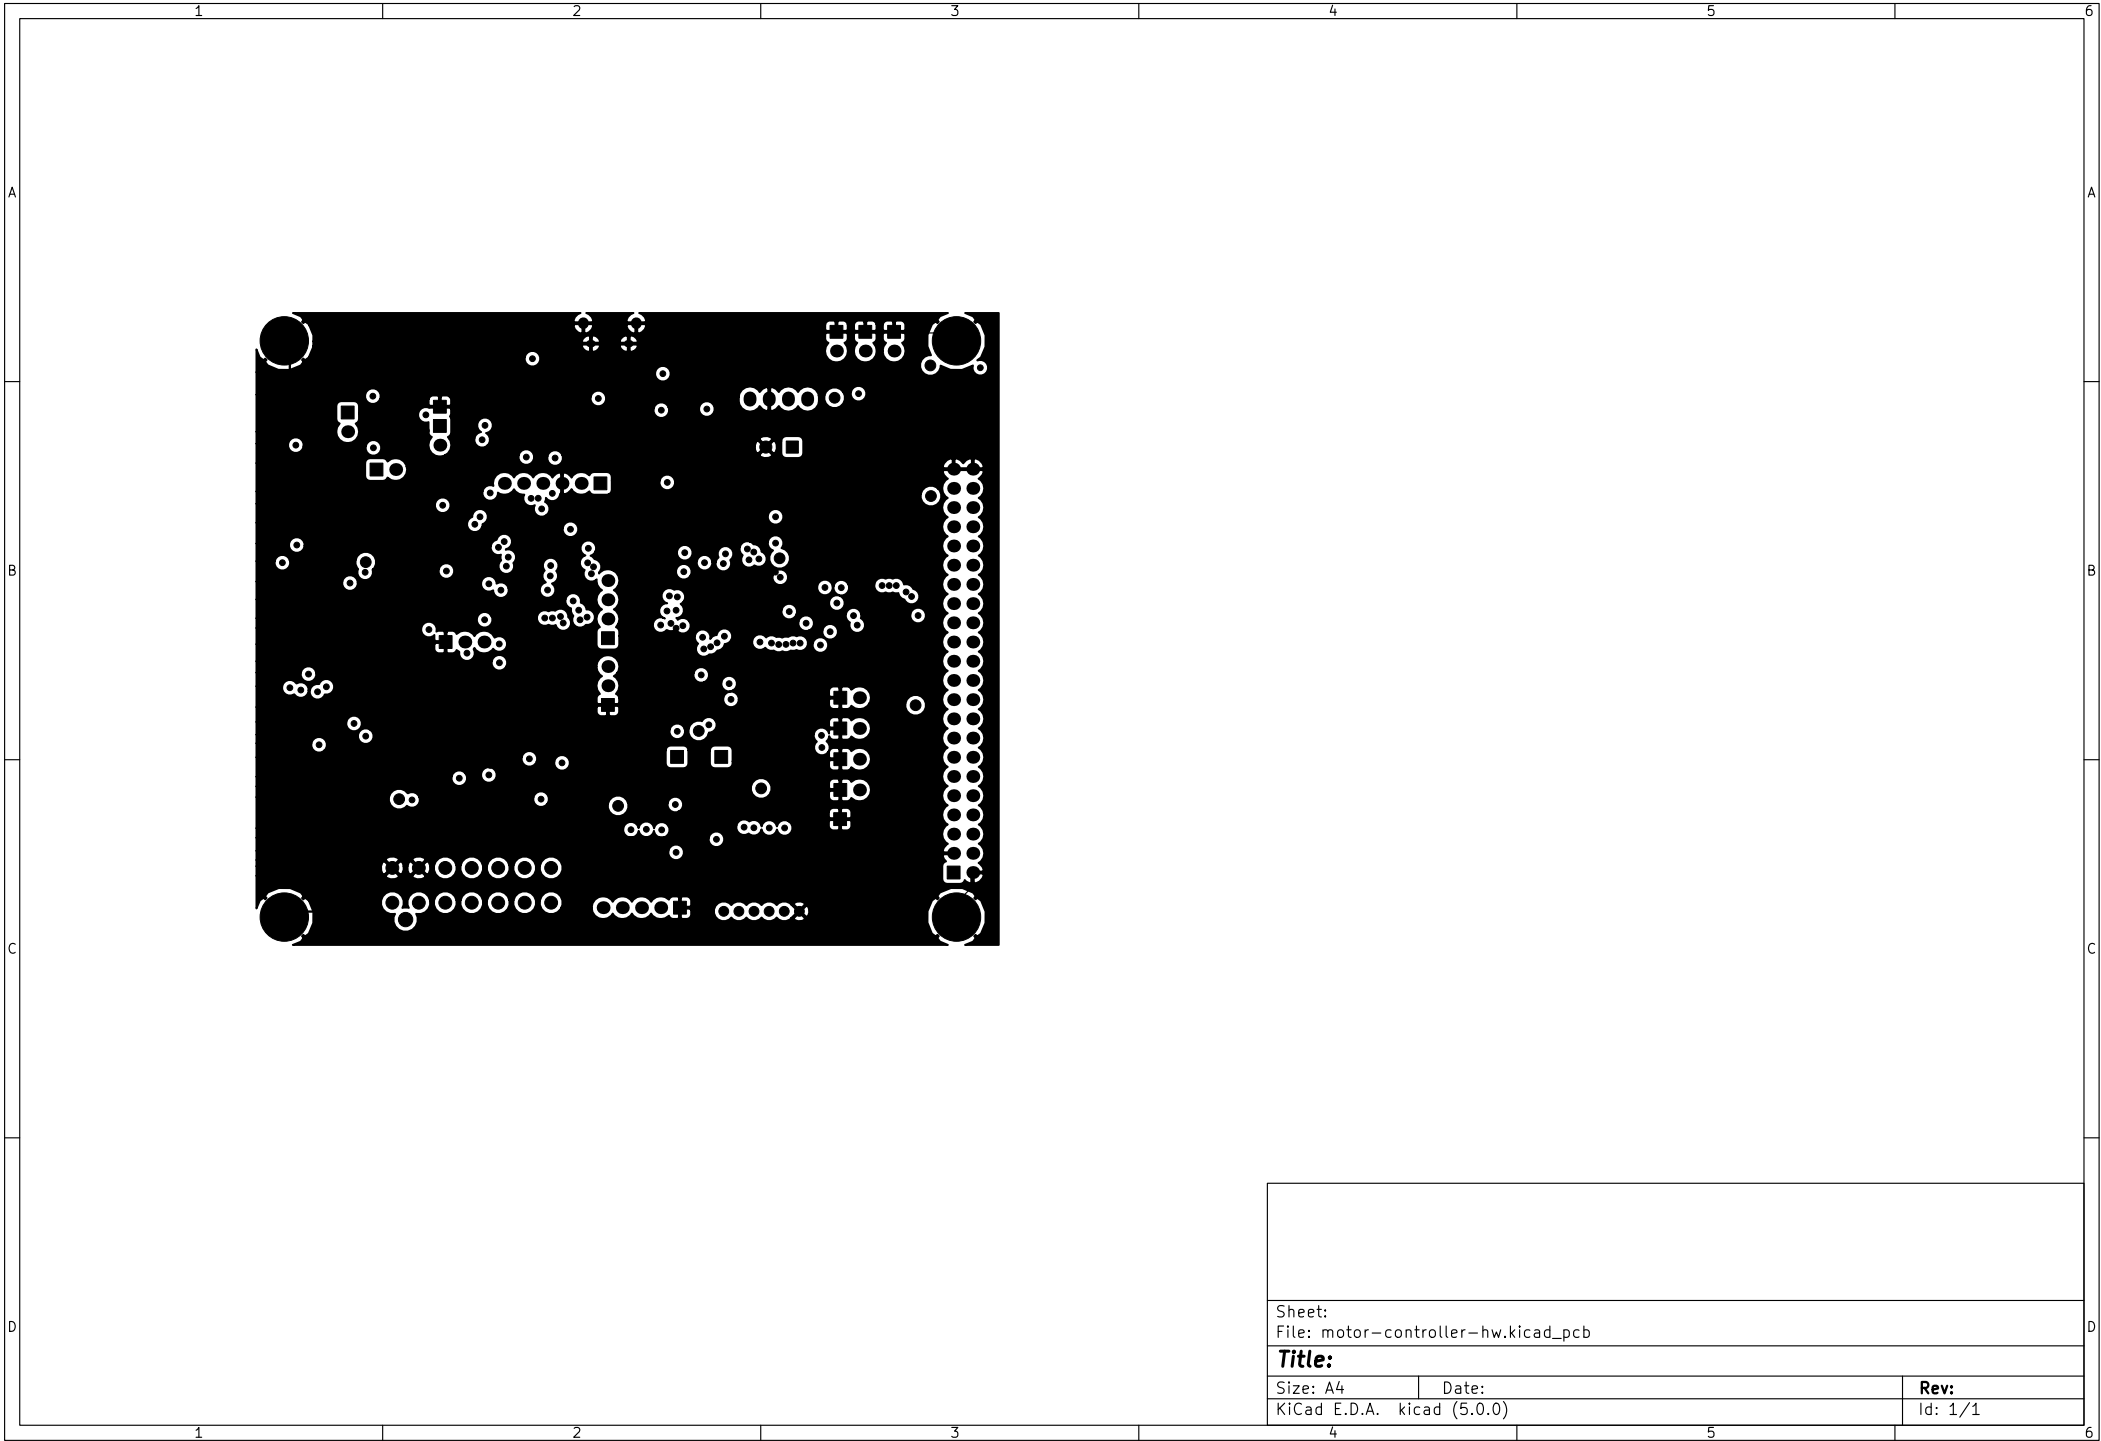 1 2 3 4 5 6
A A
B B
C C
Sheet:
File: motor-controller-hw.kicad_pcb
D D
Title:
Size: A4 Date: Rev:
KiCad E.D.A. kicad (5.0.0) Id: 1/1
1 2 3 4 5 6